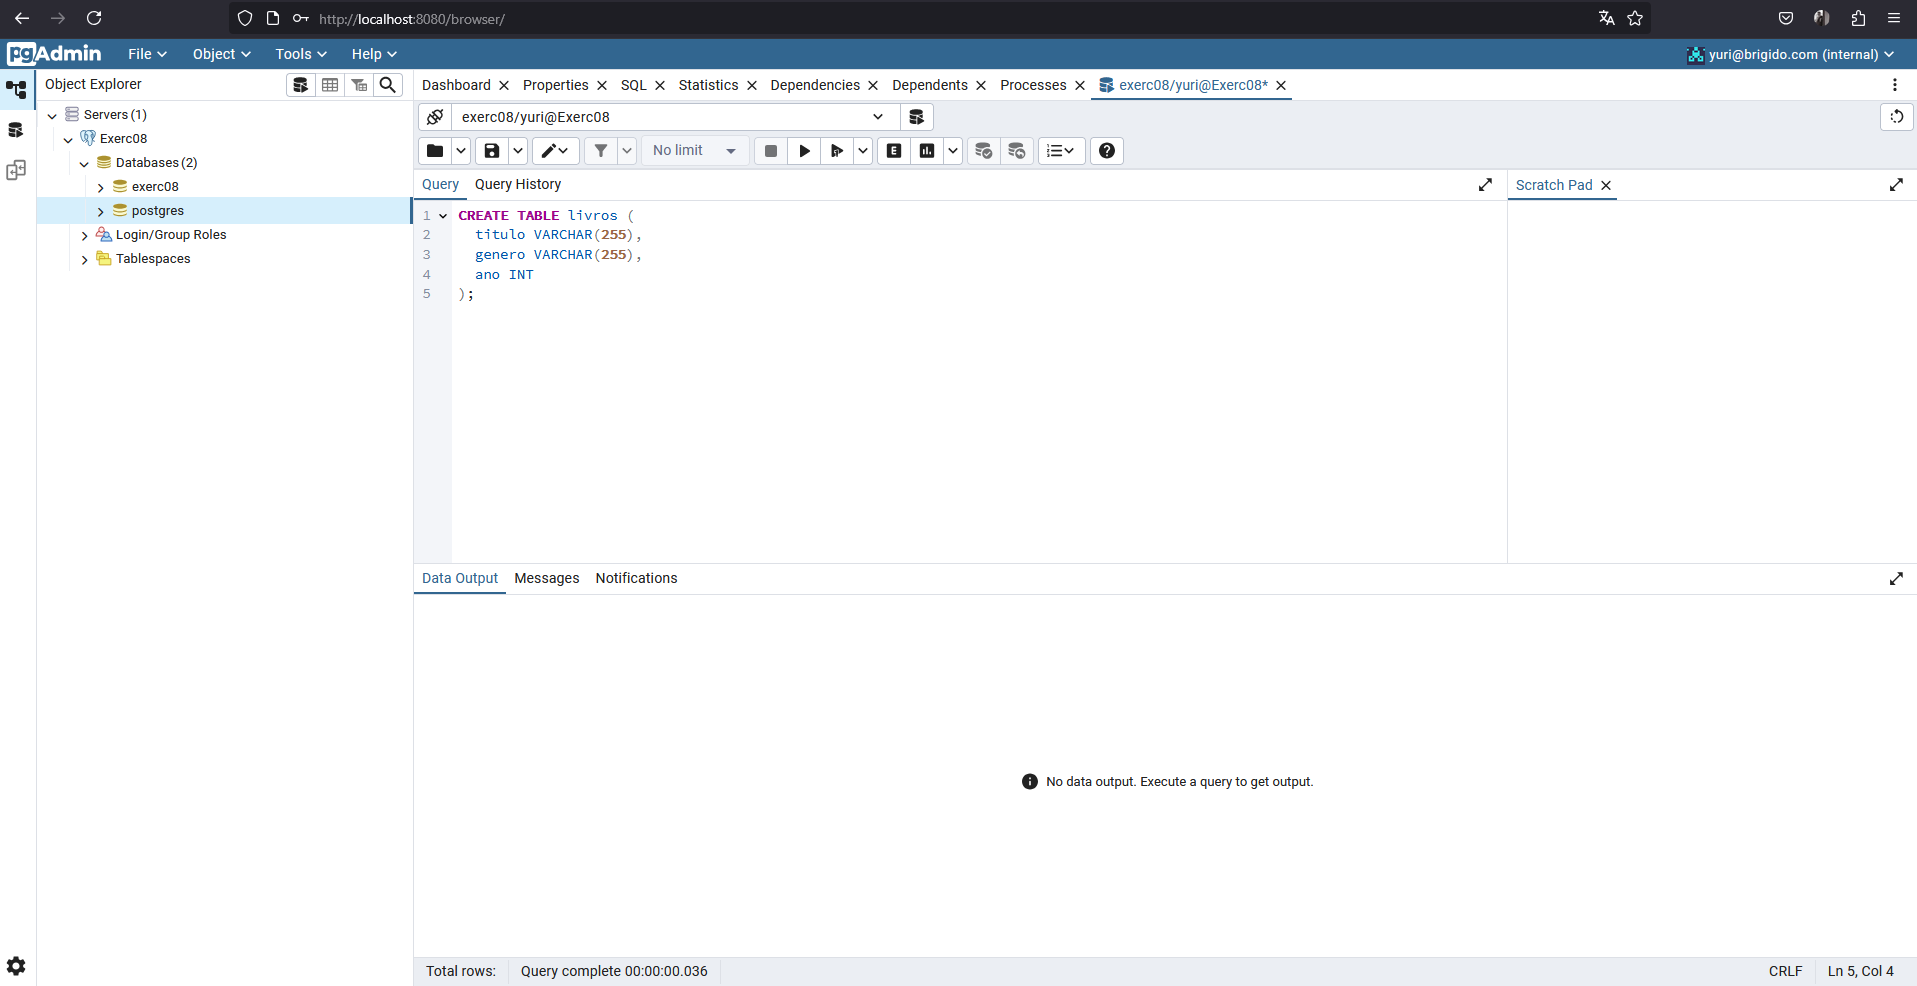 http://localhost:8080/browser/
pgAdmin File Object Tools Help yuri@brigido.com (internal)
Object Explorer
Servers (1)
Exerc08
Databases (2)
exerc08
postgres
Login/Group Roles
Tablespaces
Dashboard Properties SQL Statistics Dependencies Dependents Processes exerc08/yuri@Exerc08*
exerc08/yuri@Exerc08
No limit E
Query Query History
1 CREATE TABLE livros (
2 titulo VARCHAR(255),
3 genero VARCHAR(255),
4 ano INT
5 );
Scratch Pad
Data Output Messages Notifications
No data output. Execute a query to get output.
Total rows: Query complete 00:00:00.036 CRLF Ln 5, Col 4